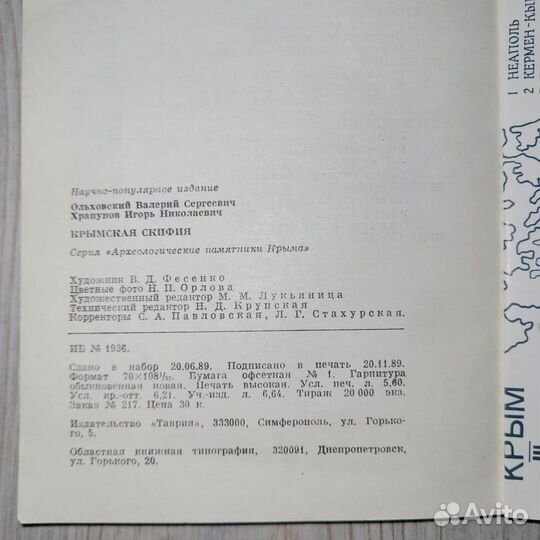 Научно-популярное издание
Ольховский Валерий Сергеевич
Храпунов Игорь Николаевич
КРЫМСКАЯ СКИФИЯ
Серия «Археологические памятники Крыма»
Художник В. Д. Фесенко
Цветные фото Н. П. Орлова
Художественный редактор М. М. Лукьяница
Технический редактор Н. Д. Крупская
Корректоры С. А. Павловская, Л. Г. Стахурская.
ИБ № 1936.
Сдано в набор 20.06.89. Подписано в печать 20.11.89.
Формат 70×108¹/₃₂. Бумага офсетная № 1. Гарнитура
обыкновенная новая. Печать высокая. Усл. печ. л. 5,60.
Усл. кр.-отт. 6,21. Уч.-изд. л. 6,64. Тираж 20 000 экз.
Заказ № 217. Цена 30 к.
Издательство «Таврия», 333000, Симферополь, ул. Горько-
го, 5.
Областная книжная типография, 320091, Днепропетровск,
ул. Горького, 20.
1 НЕАПОЛЬ
2 КЕРМЕН-КЫ
КРЫМ
III
Avito